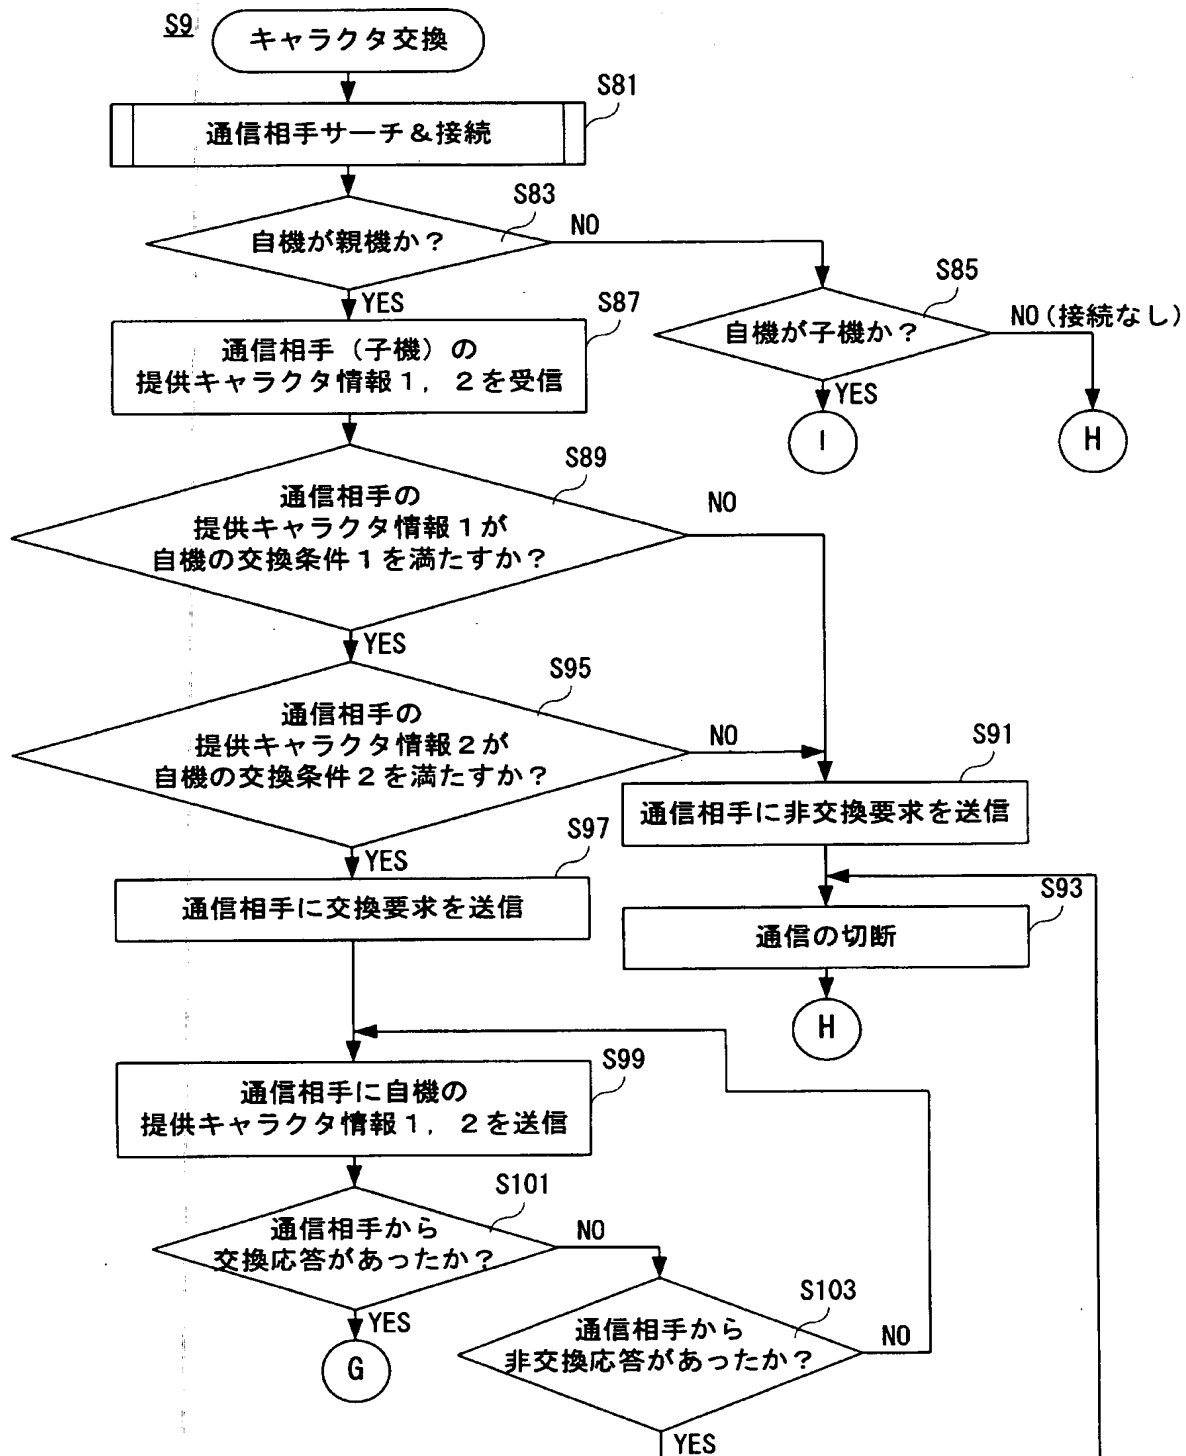 S9
キャラクタ交換
S81
通信相手サーチ＆接続
S83
自機が親機か？
NO
YES
S85
自機が子機か？
NO（接続なし）
YES
I
H
S87
通信相手（子機）の
提供キャラクタ情報１，２を受信
S89
通信相手の
提供キャラクタ情報１が
自機の交換条件１を満たすか？
NO
YES
S95
通信相手の
提供キャラクタ情報２が
自機の交換条件２を満たすか？
NO
YES
S91
通信相手に非交換要求を送信
S97
通信相手に交換要求を送信
S93
通信の切断
H
S99
通信相手に自機の
提供キャラクタ情報１，２を送信
S101
通信相手から
交換応答があったか？
NO
YES
G
S103
通信相手から
非交換応答があったか？
NO
YES